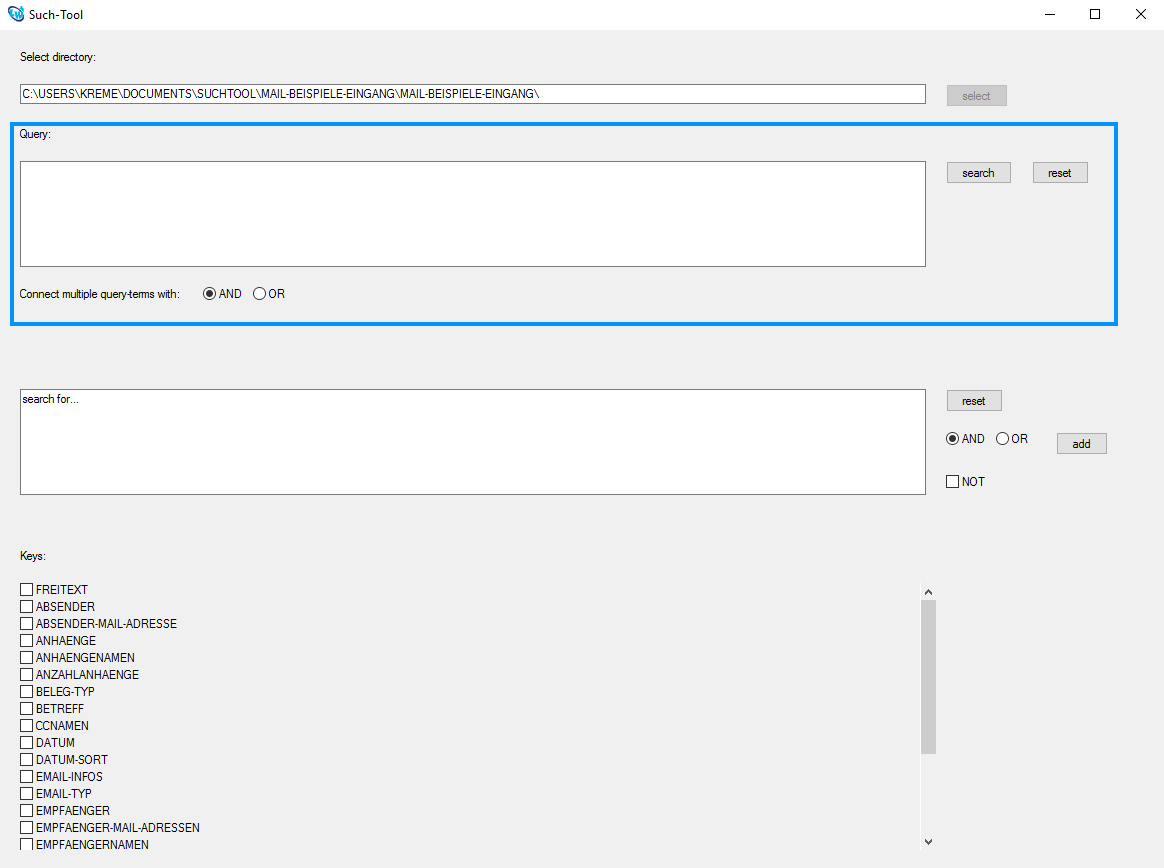 Such-Tool
Select directory:
C:\USERS\KREME\DOCUMENTS\SUCHTOOL\MAIL-BEISPIELE-EINGANG\MAIL-BEISPIELE-EINGANG\
select
Query:
search reset
Connect multiple query-terms with: AND OR
search for...
reset
AND OR add
NOT
Keys:
FREITEXT
ABSENDER
ABSENDER-MAIL-ADRESSE
ANHAENGE
ANHAENGENAMEN
ANZAHLANHAENGE
BELEG-TYP
BETREFF
CCNAMEN
DATUM
DATUM-SORT
EMAIL-INFOS
EMAIL-TYP
EMPFAENGER
EMPFAENGER-MAIL-ADRESSEN
EMPFAENGERNAMEN